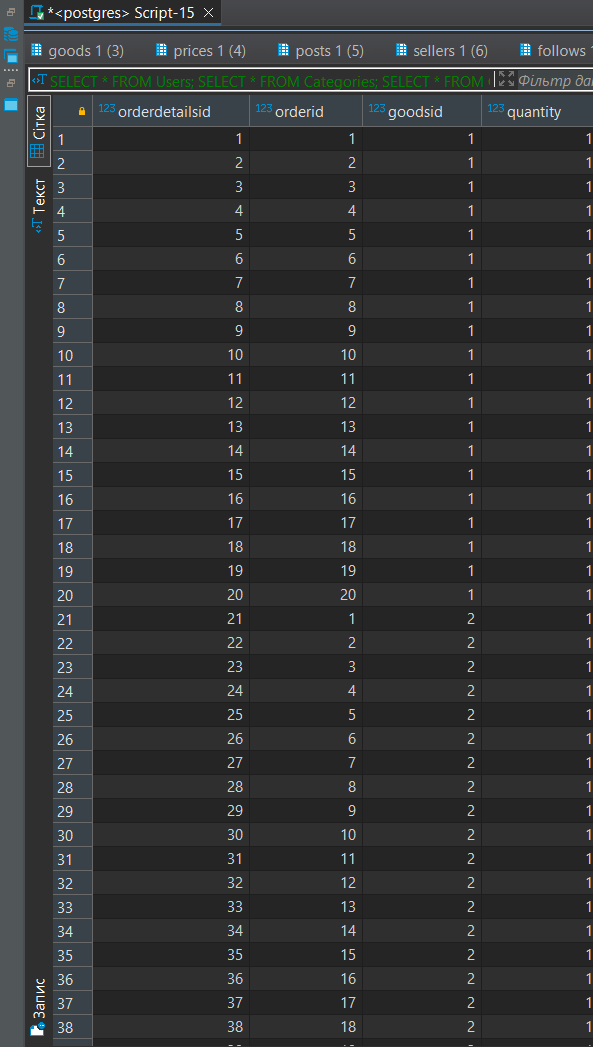 *<postgres> Script-15
goods 1 (3) prices 1 (4) posts 1 (5) sellers 1 (6) follows
SELECT * FROM Users; SELECT * FROM Categories; SELECT * FROM Фільтр
Сітка
Текст
Запис
123 orderdetailsid 123 orderid 123 goodsid 123 quantity
1 1 1 1 1
2 2 2 1 1
3 3 3 1 1
4 4 4 1 1
5 5 5 1 1
6 6 6 1 1
7 7 7 1 1
8 8 8 1 1
9 9 9 1 1
10 10 10 1 1
11 11 11 1 1
12 12 12 1 1
13 13 13 1 1
14 14 14 1 1
15 15 15 1 1
16 16 16 1 1
17 17 17 1 1
18 18 18 1 1
19 19 19 1 1
20 20 20 1 1
21 21 1 2 1
22 22 2 2 1
23 23 3 2 1
24 24 4 2 1
25 25 5 2 1
26 26 6 2 1
27 27 7 2 1
28 28 8 2 1
29 29 9 2 1
30 30 10 2 1
31 31 11 2 1
32 32 12 2 1
33 33 13 2 1
34 34 14 2 1
35 35 15 2 1
36 36 16 2 1
37 37 17 2 1
38 38 18 2 1